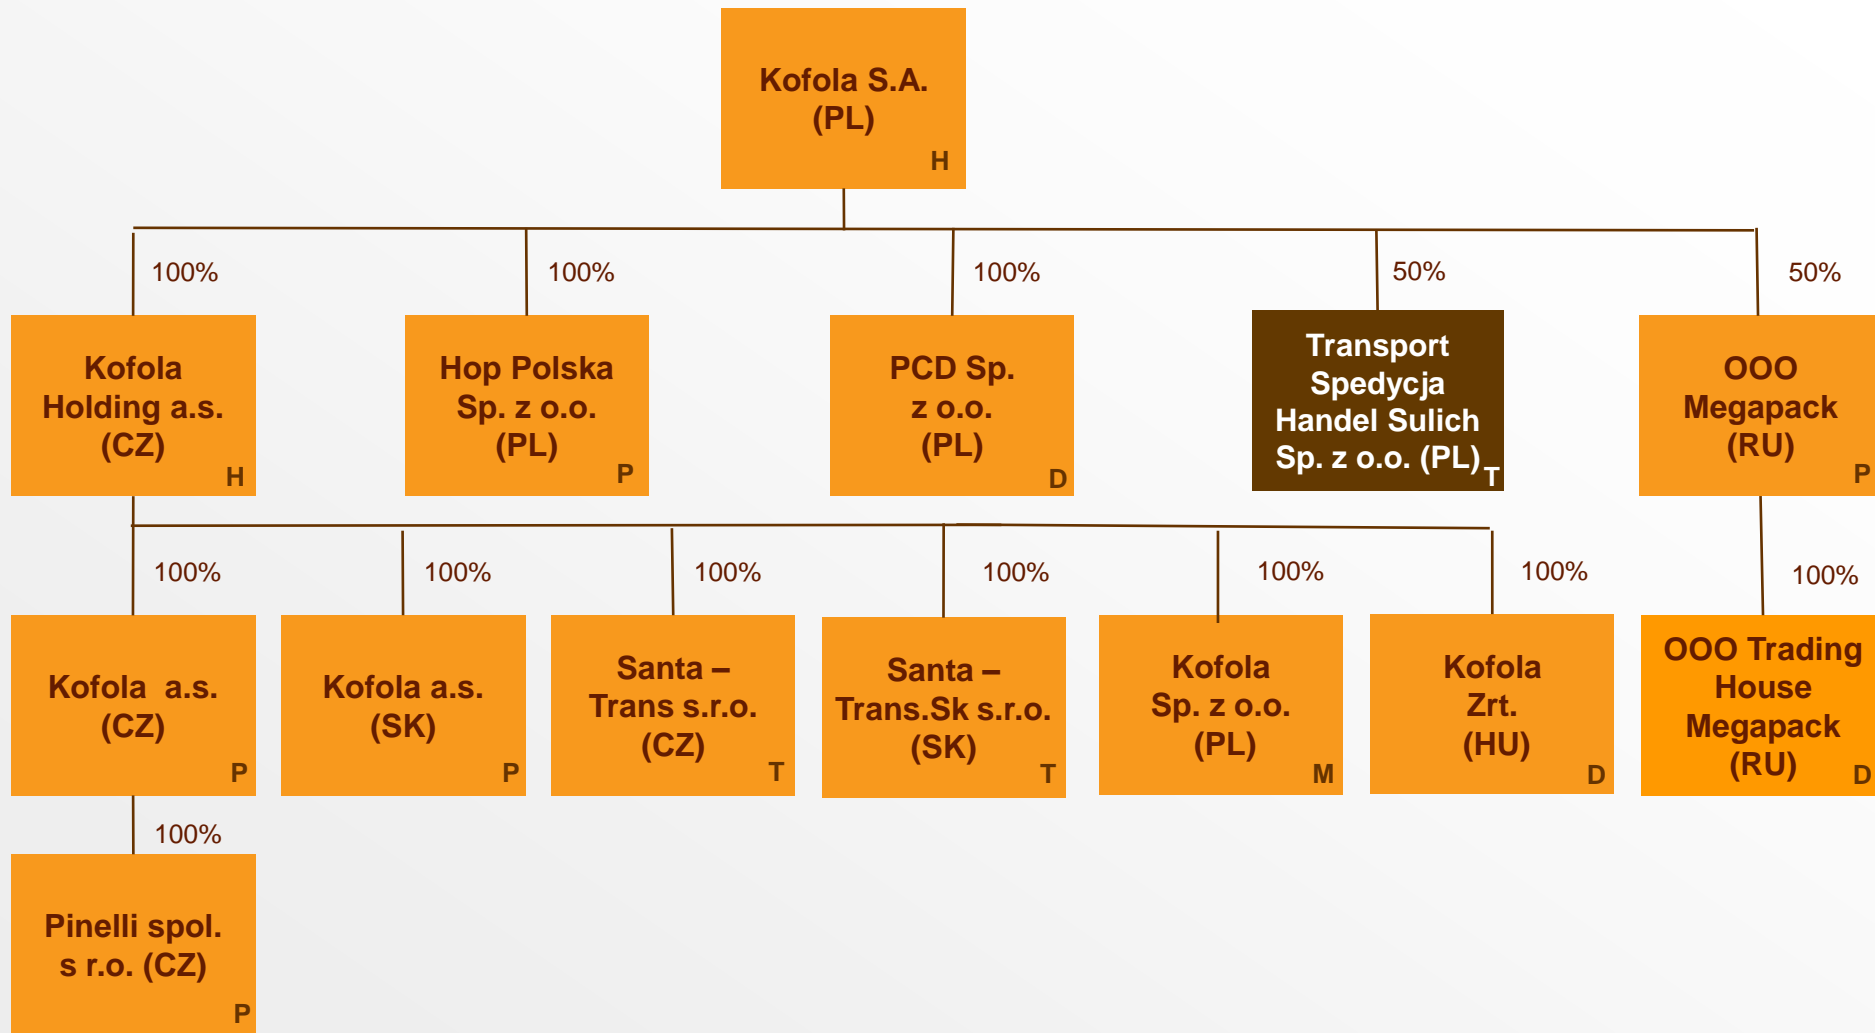 Kofola S.A.
(PL)
H
100%
100%
100%
50%
50%
Kofola
Holding a.s.
(CZ)
H
Hop Polska
Sp. z o.o.
(PL)
P
PCD Sp.
z o.o.
(PL)
D
Transport
Spedycja
Handel Sulich
Sp. z o.o. (PL)
T
OOO
Megapack
(RU)
P
100%
100%
100%
100%
100%
100%
100%
Kofola a.s.
(CZ)
P
Kofola a.s.
(SK)
P
Santa –
Trans s.r.o.
(CZ)
T
Santa –
Trans.Sk s.r.o.
(SK)
T
Kofola
Sp. z o.o.
(PL)
M
Kofola
Zrt.
(HU)
D
OOO Trading
House
Megapack
(RU)
D
100%
Pinelli spol.
s r.o. (CZ)
P